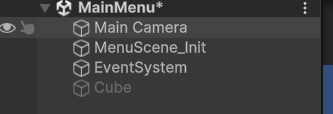 MainMenu*
Main Camera
MenuScene_Init
EventSystem
Cube